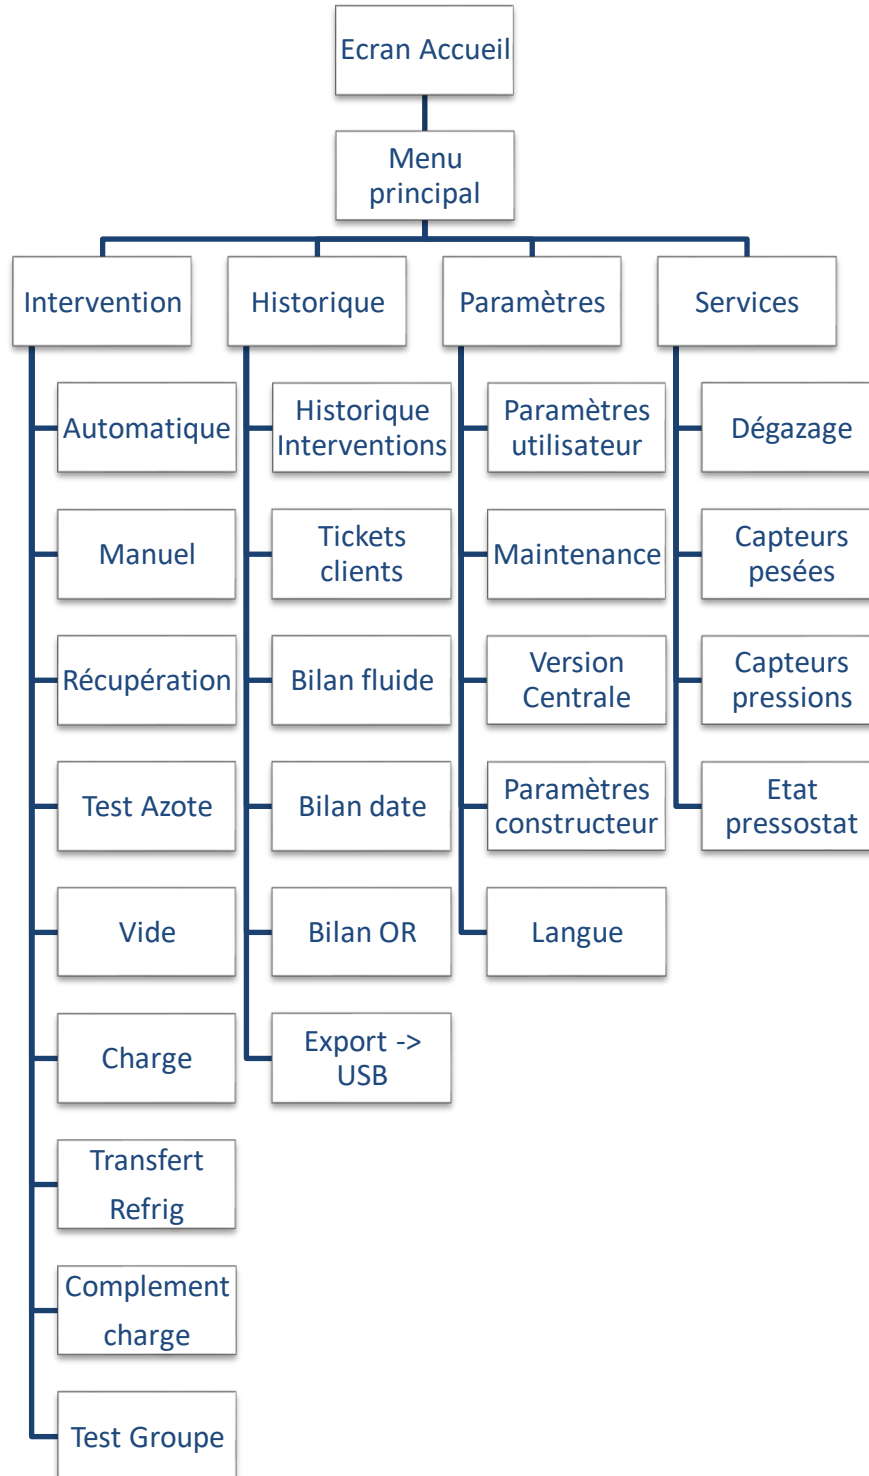 Ecran Accueil
Menu
principal
Intervention
Historique
Paramètres
Services
Automatique
Manuel
Récupération
Test Azote
Vide
Charge
Transfert
Refrig
Complement
charge
Test Groupe
Historique
Interventions
Tickets
clients
Bilan fluide
Bilan date
Bilan OR
Export ->
USB
Paramètres
utilisateur
Maintenance
Version
Centrale
Paramètres
constructeur
Langue
Dégazage
Capteurs
pesées
Capteurs
pressions
Etat
pressostat